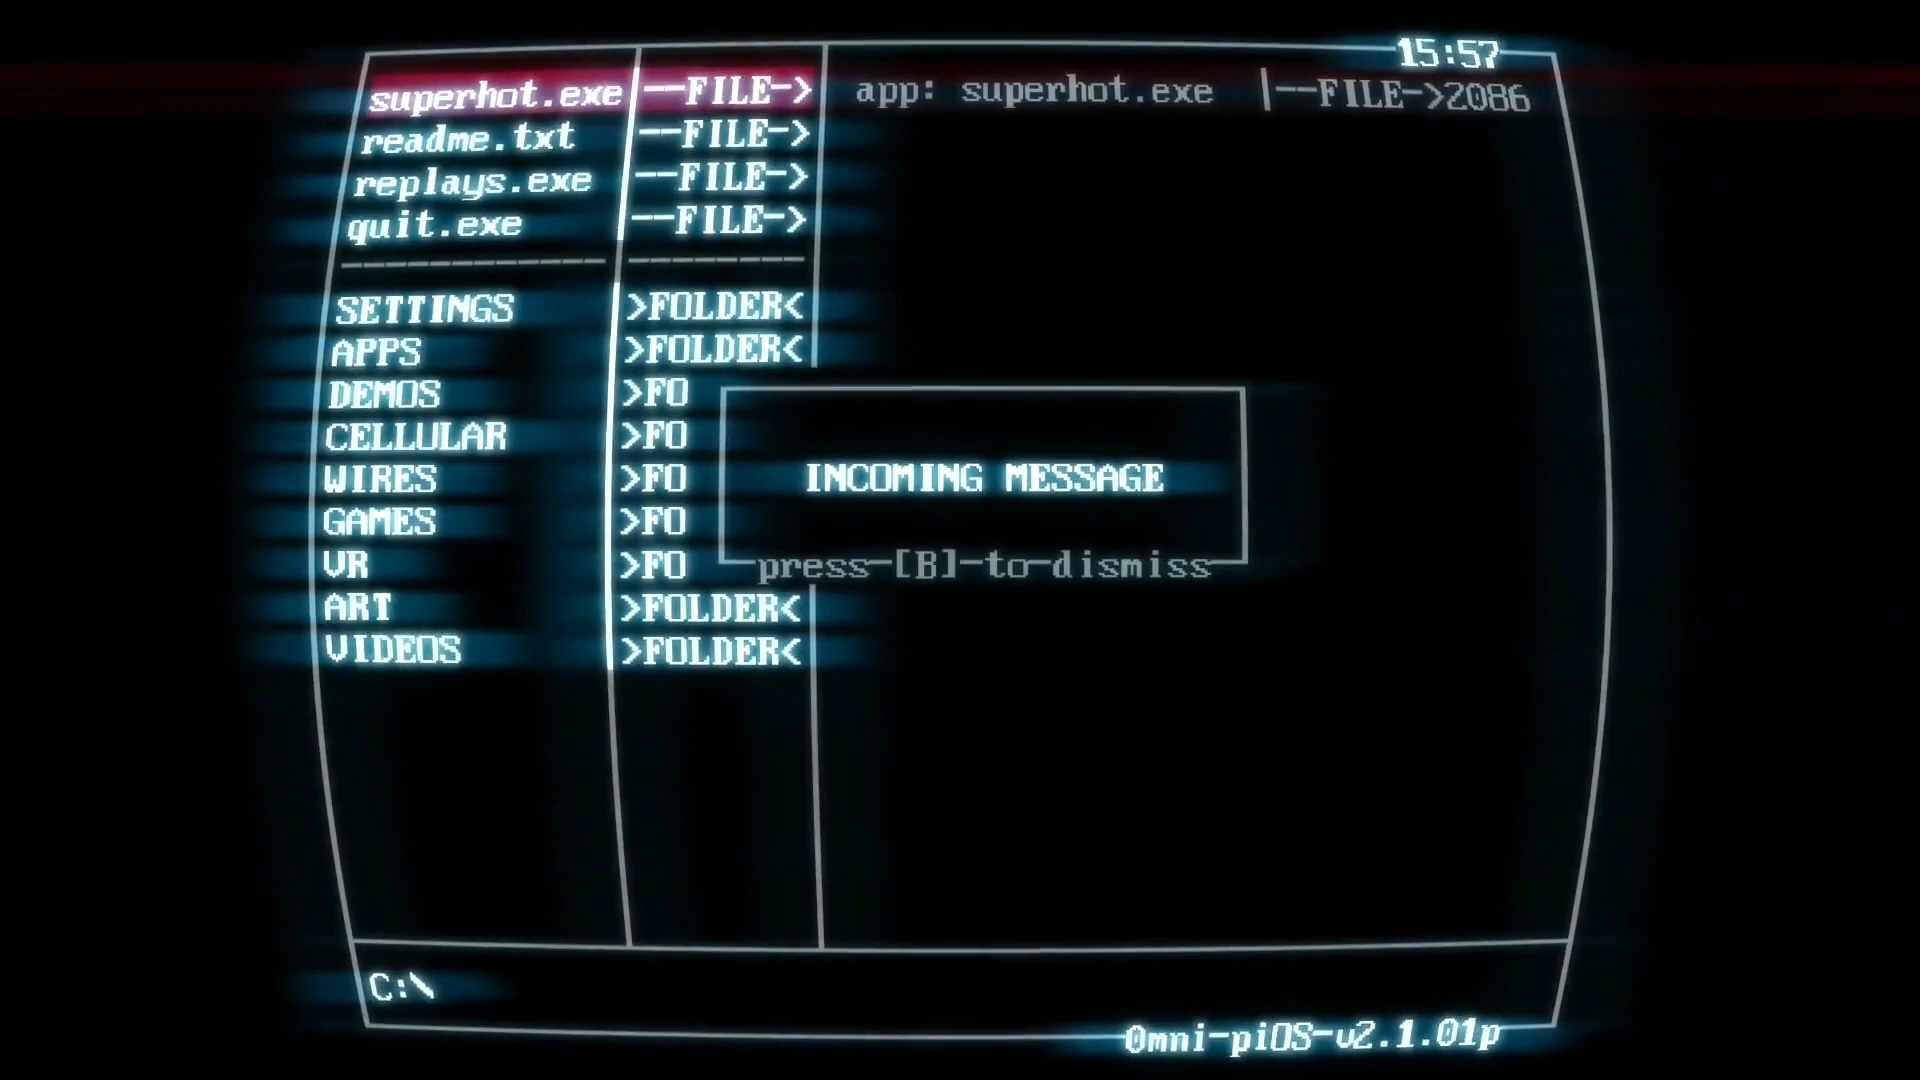 15:57
superhot.exe --FILE-> app: superhot.exe |--FILE->2086
readme.txt --FILE->
replays.exe --FILE->
quit.exe --FILE->
SETTINGS >FOLDER<
APPS >FOLDER<
DEMOS >FO
CELLULAR >FO
WIRES >FO
GAMES >FO
VR >FO
ART >FOLDER<
VIDEOS >FOLDER<
INCOMING MESSAGE
press-[B]-to-dismiss
C:\
0mni-piOS-v2.1.01p